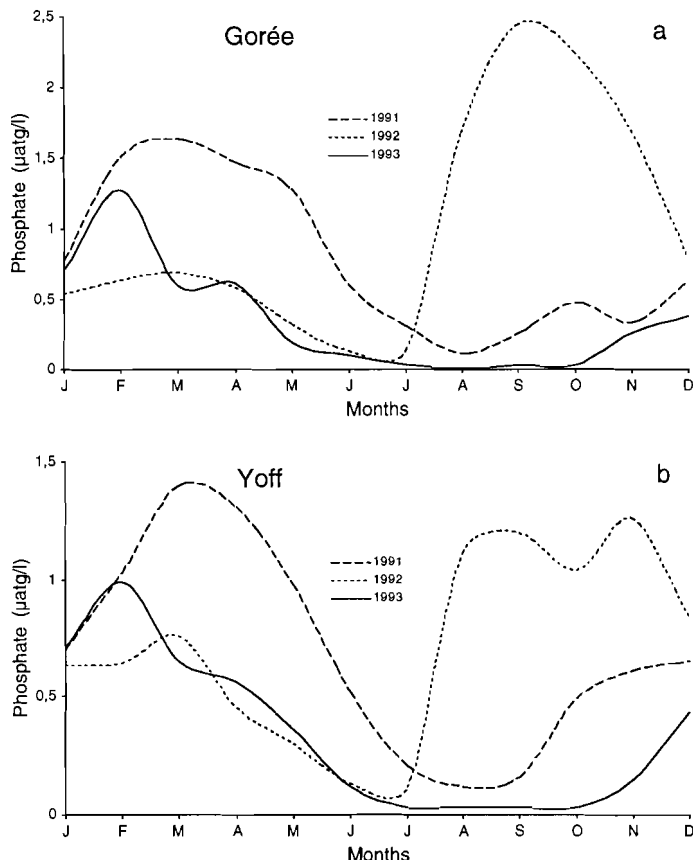 Gorée
a
Phosphate (µatg/l)
2,5
2
1,5
1
0,5
0
1991
1992
1993
J F M A M J J A S O N D
Months
Yoff
b
Phosphate (µatg/l)
1,5
1
0,5
0
1991
1992
1993
J F M A M J J A S O N D
Months